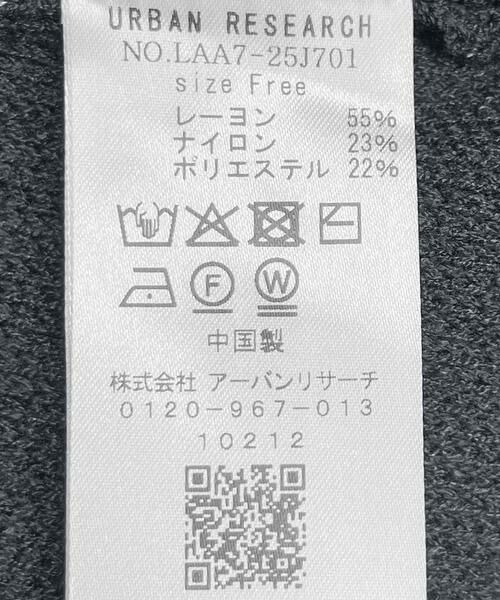 URBAN RESEARCH
NO.LAA7-25J701
size Free
レーヨン 55%
ナイロン 23%
ポリエステル 22%
F W
中国製
株式会社 アーバンリサーチ
0120-967-013
10212